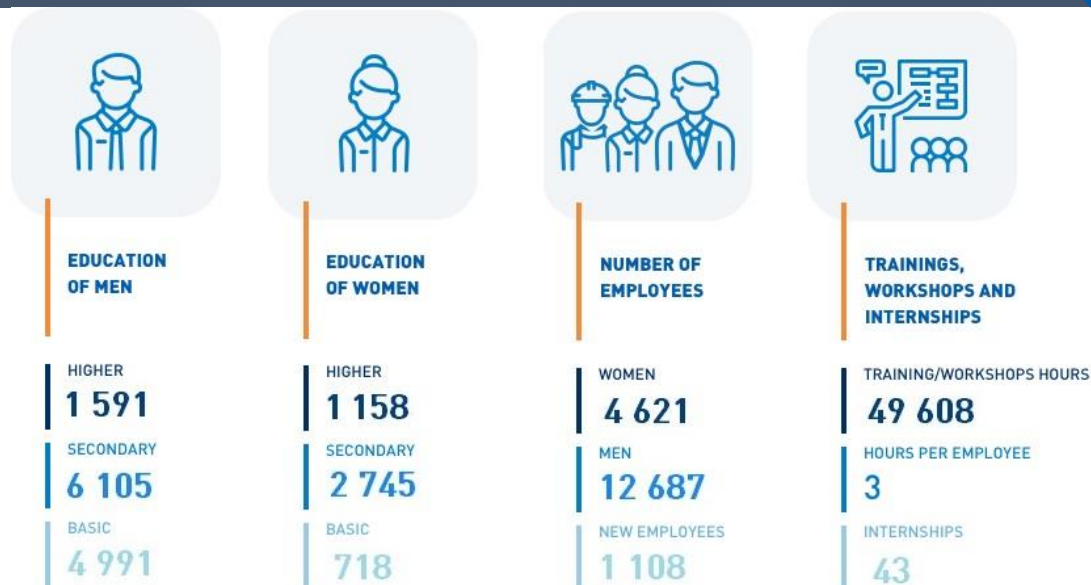 EDUCATION
OF MEN
HIGHER
1 591
SECONDARY
6 105
BASIC
4 991
EDUCATION
OF WOMEN
HIGHER
1 158
SECONDARY
2 745
BASIC
718
NUMBER OF
EMPLOYEES
WOMEN
4 621
MEN
12 687
NEW EMPLOYEES
1 108
TRAININGS,
WORKSHOPS AND
INTERNSHIPS
TRAINING/WORKSHOPS HOURS
49 608
HOURS PER EMPLOYEE
3
INTERNSHIPS
43